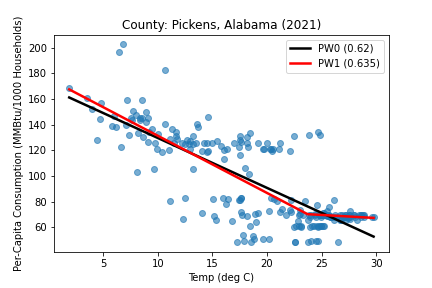 County: Pickens, Alabama (2021)
PW0 (0.62)
PW1 (0.635)
Per-Capita Consumption (MMBtu/1000 Households)
200
180
160
140
120
100
80
60
5 10 15 20 25 30
Temp (deg C)